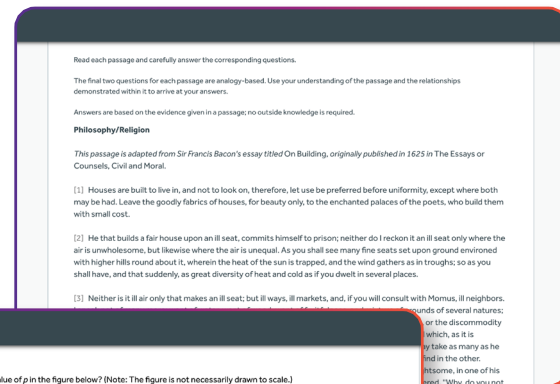 Read each passage and carefully answer the corresponding questions.
The final two questions for each passage are analogy-based. Use your understanding of the passage and the relationships
demonstrated within it to arrive at your answers.
Answers are based on the evidence given in a passage; no outside knowledge is required.
Philosophy/Religion
This passage is adapted from Sir Francis Bacon's essay titled On Building, originally published in 1625 in The Essays or
Counsels, Civil and Moral.
[1] Houses are built to live in, and not to look on, therefore, let use be preferred before uniformity, except where both
may be had. Leave the goodly fabrics of houses, for beauty only, to the enchanted palaces of the poets, who build them
with small cost.
[2] He that builds a fair house upon an ill seat, commits himself to prison; neither do I reckon it an ill seat only where the
air is unwholesome, but likewise where the air is unequal. As you shall see many fine seats set upon ground environed
with higher hills round about it, wherein the heat of the sun is trapped, and the wind gathers as in troughs; so as you
shall have, and that suddenly, as great diversity of heat and cold as if you dwelt in several places.
[3] Neither is it ill air only that makes an ill seat; but ill ways, ill markets, and, if you will consult with Momus, ill neighbors.
rounds of several natures;
or the discommodity
which, as it is
y take as many as he
find in the other.
htsome, in one of his
ered, "Why, do you not
lue of p in the figure below? (Note: The figure is not necessarily drawn to scale.)